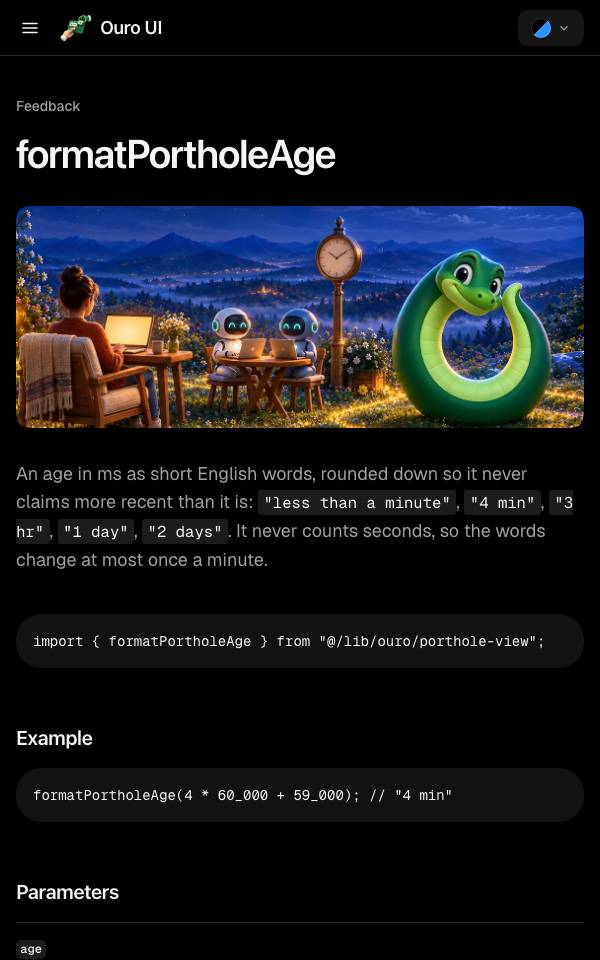 Ouro UI
Feedback
formatPortholeAge
An age in ms as short English words, rounded down so it never
claims more recent than it is: "less than a minute", "4 min", "3
hr", "1 day", "2 days". It never counts seconds, so the words
change at most once a minute.
import { formatPortholeAge } from "@/lib/ouro/porthole-view";
Example
formatPortholeAge(4 * 60_000 + 59_000); // "4 min"
Parameters
age